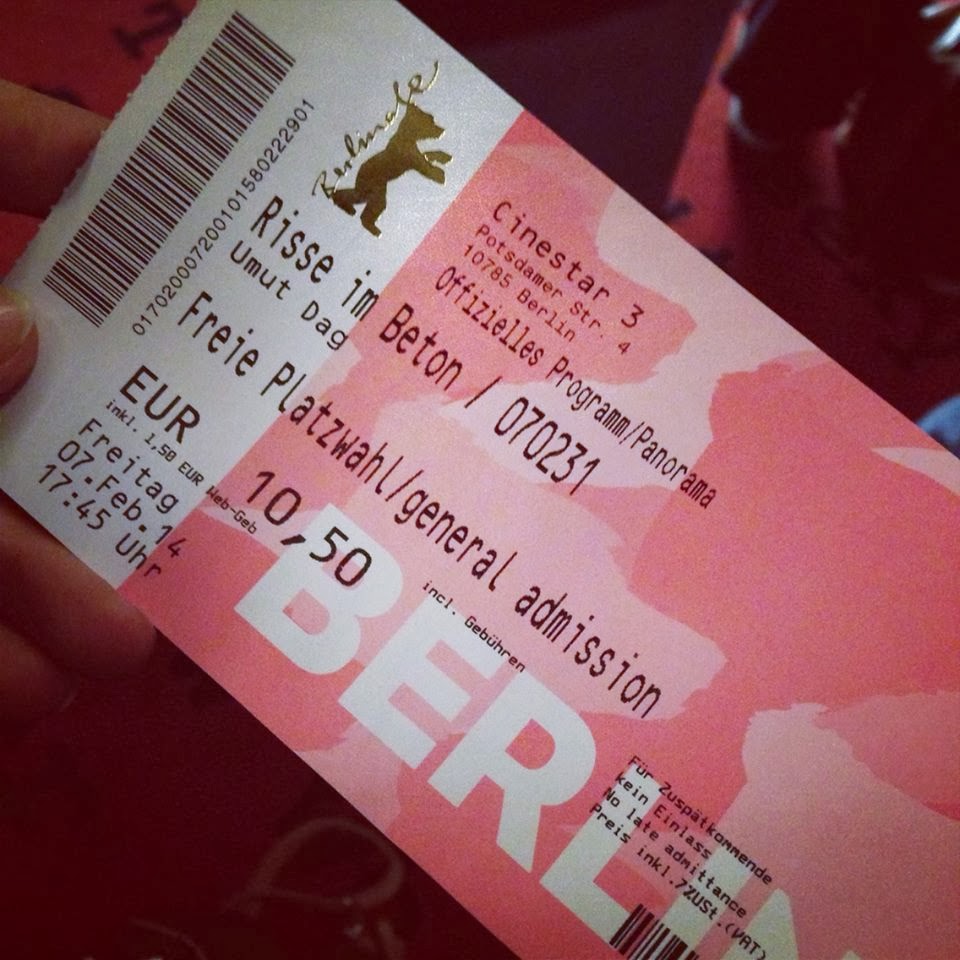 01702000720010158022901
Berlinale
Cinestar 3
Potsdamer Str. 4
10785 Berlin
Offizielles Programm/Panorama
Risse im Beton / 070231
Umut Dag
Freie Platzwahl/general admission
EUR 10,50
inkl. 1,50 EUR Web-Geb
incl. Gebühren
Freitag
07.Feb.14
17:45 Uhr
BERLIN
Für Zuspätkommende
kein Einlass
No late admittance
Preis inkl.7%USt.(VAT)